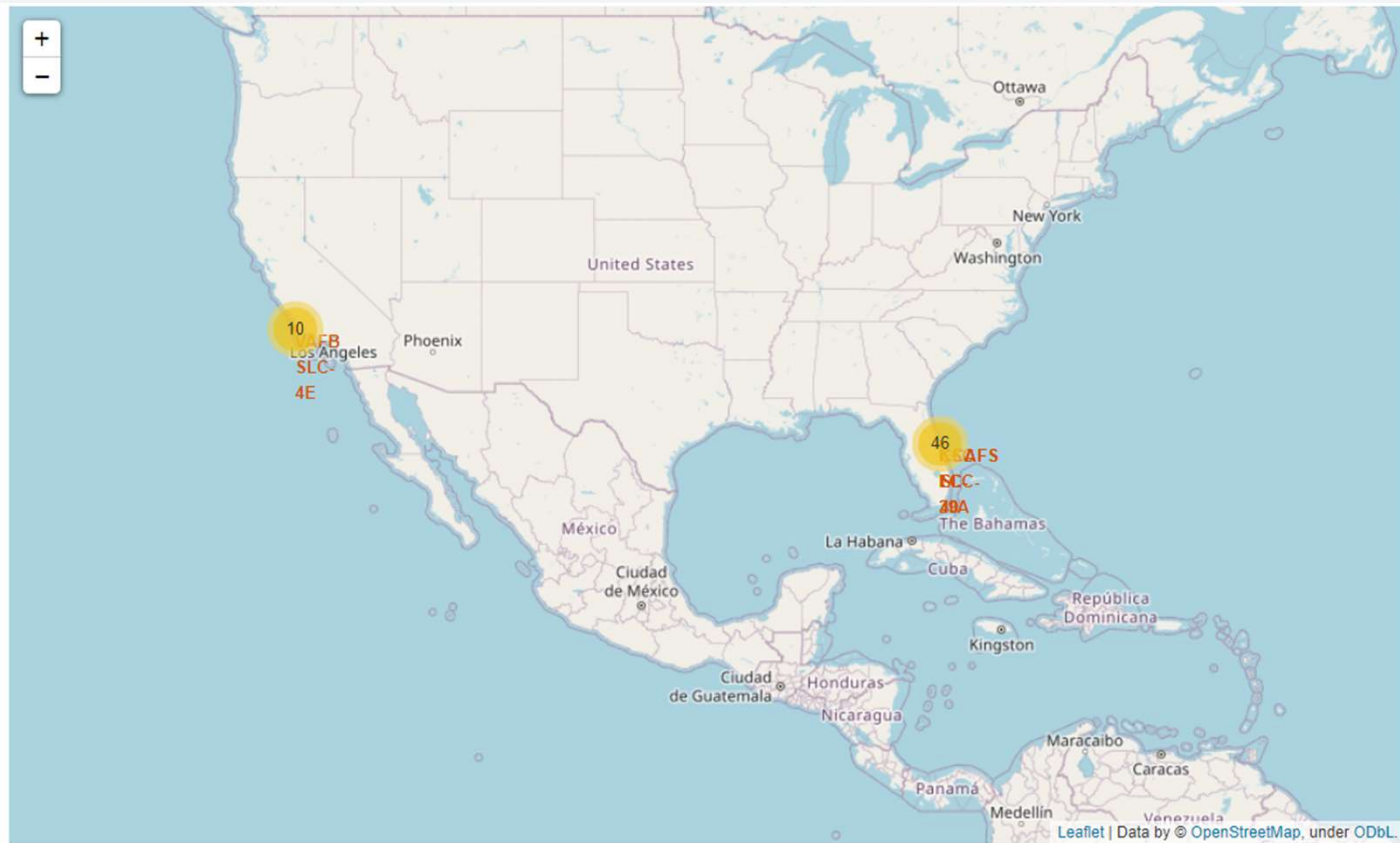 +
−
Ottawa
New York
Washington
United States
10
VAFB
Los Angeles
SLC-
4E
Phoenix
46
The Bahamas
México
La Habana
Cuba
Ciudad
de México
República
Dominicana
Kingston
Ciudad
de Guatemala
Honduras
Nicaragua
Maracaibo
Caracas
Panamá
Medellín
Venezuela
Leaflet | Data by © OpenStreetMap, under ODbL.